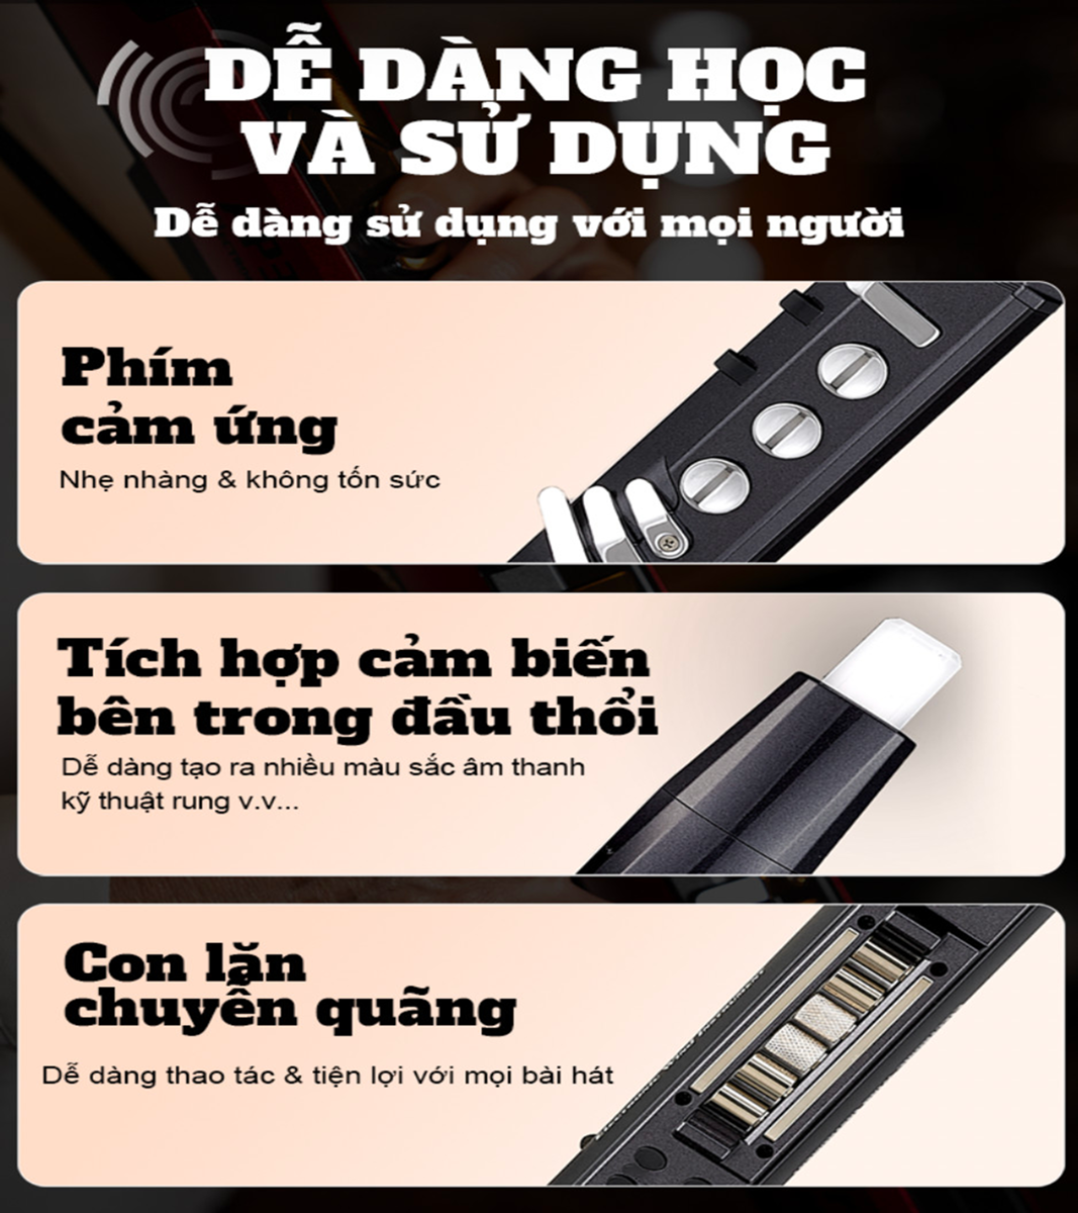 DỄ DÀNG HỌC
VÀ SỬ DỤNG
Dễ dàng sử dụng với mọi người
Phím
cảm ứng
Nhẹ nhàng & không tốn sức
Tích hợp cảm biến
bên trong đầu thổi
Dễ dàng tạo ra nhiều màu sắc âm thanh
kỹ thuật rung v.v...
Con lăn
chuyễn quãng
Dễ dàng thao tác & tiện lợi với mọi bài hát